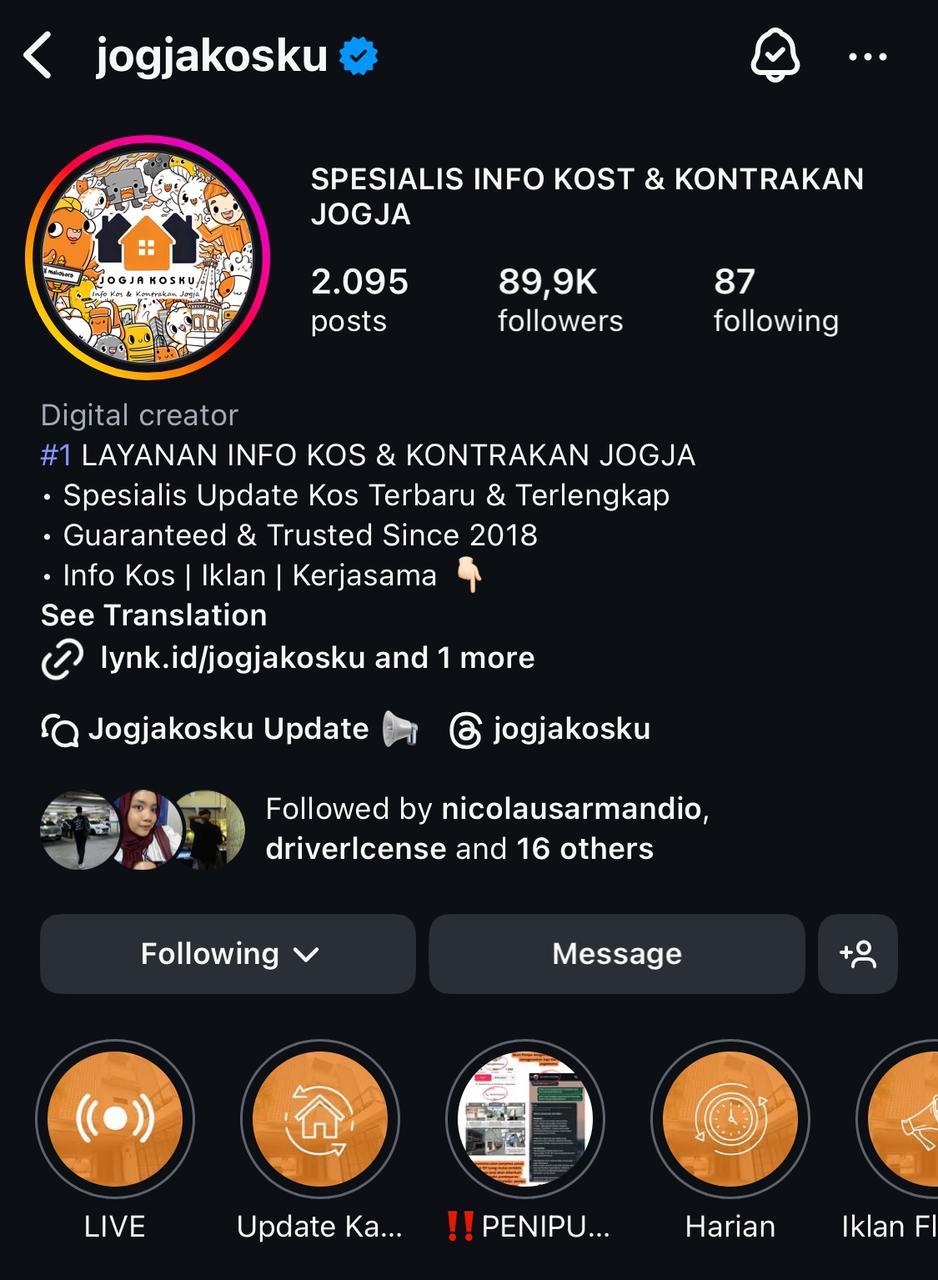 jogjakosku
SPESIALIS INFO KOST & KONTRAKAN
JOGJA
2.095
posts
89,9K
followers
87
following
JOGJA KOSKU
Info Kos & Kontrakan Jogja
Digital creator
#1 LAYANAN INFO KOS & KONTRAKAN JOGJA
• Spesialis Update Kos Terbaru & Terlengkap
• Guaranteed & Trusted Since 2018
• Info Kos | Iklan | Kerjasama 👇🏻
See Translation
lynk.id/jogjakosku and 1 more
Jogjakosku Update 📢 jogjakosku
Followed by nicolausarmandio,
driverlcense and 16 others
Following
Message
LIVE
Update Ka...
‼️PENIPU...
Harian
Iklan Fl